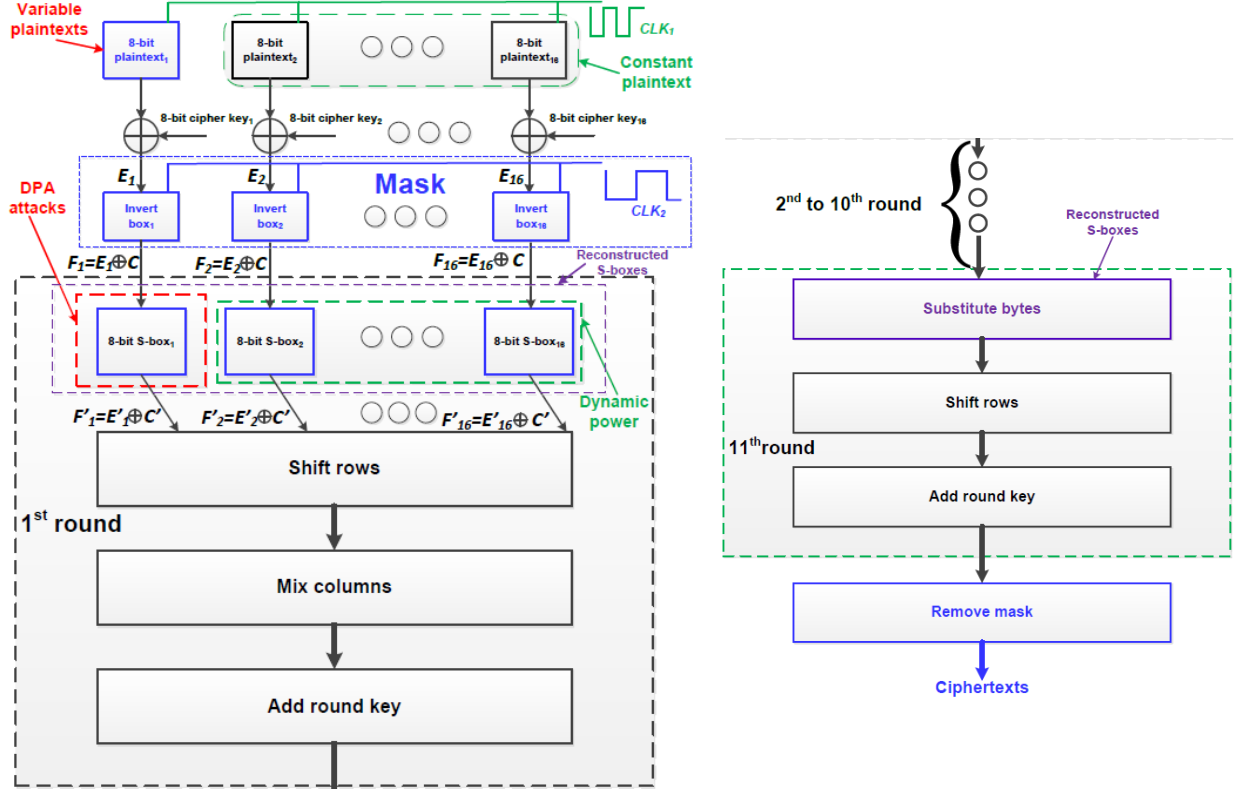 Variable
plaintexts
8-bit
plaintext₁
8-bit
plaintext₂
8-bit
plaintext₁₆
CLK₁
Constant
plaintext
8-bit cipher key₁
8-bit cipher key₂
8-bit cipher key₁₆
DPA
attacks
E₁
E₂
Mask
E₁₆
Invert
box₁
Invert
box₂
Invert
box₁₆
CLK₂
F₁=E₁⊕C
F₂=E₂⊕C
F₁₆=E₁₆⊕C
Reconstructed
S-boxes
8-bit S-box₁
8-bit S-box₂
8-bit S-box₁₆
Dynamic
power
F'₁=E'₁⊕C'
F'₂=E'₂⊕C'
F'₁₆=E'₁₆⊕C'
Shift rows
1ˢᵗ round
Mix columns
Add round key
2ⁿᵈ to 10ᵗʰ round
Reconstructed
S-boxes
Substitute bytes
Shift rows
11ᵗʰround
Add round key
Remove mask
Ciphertexts